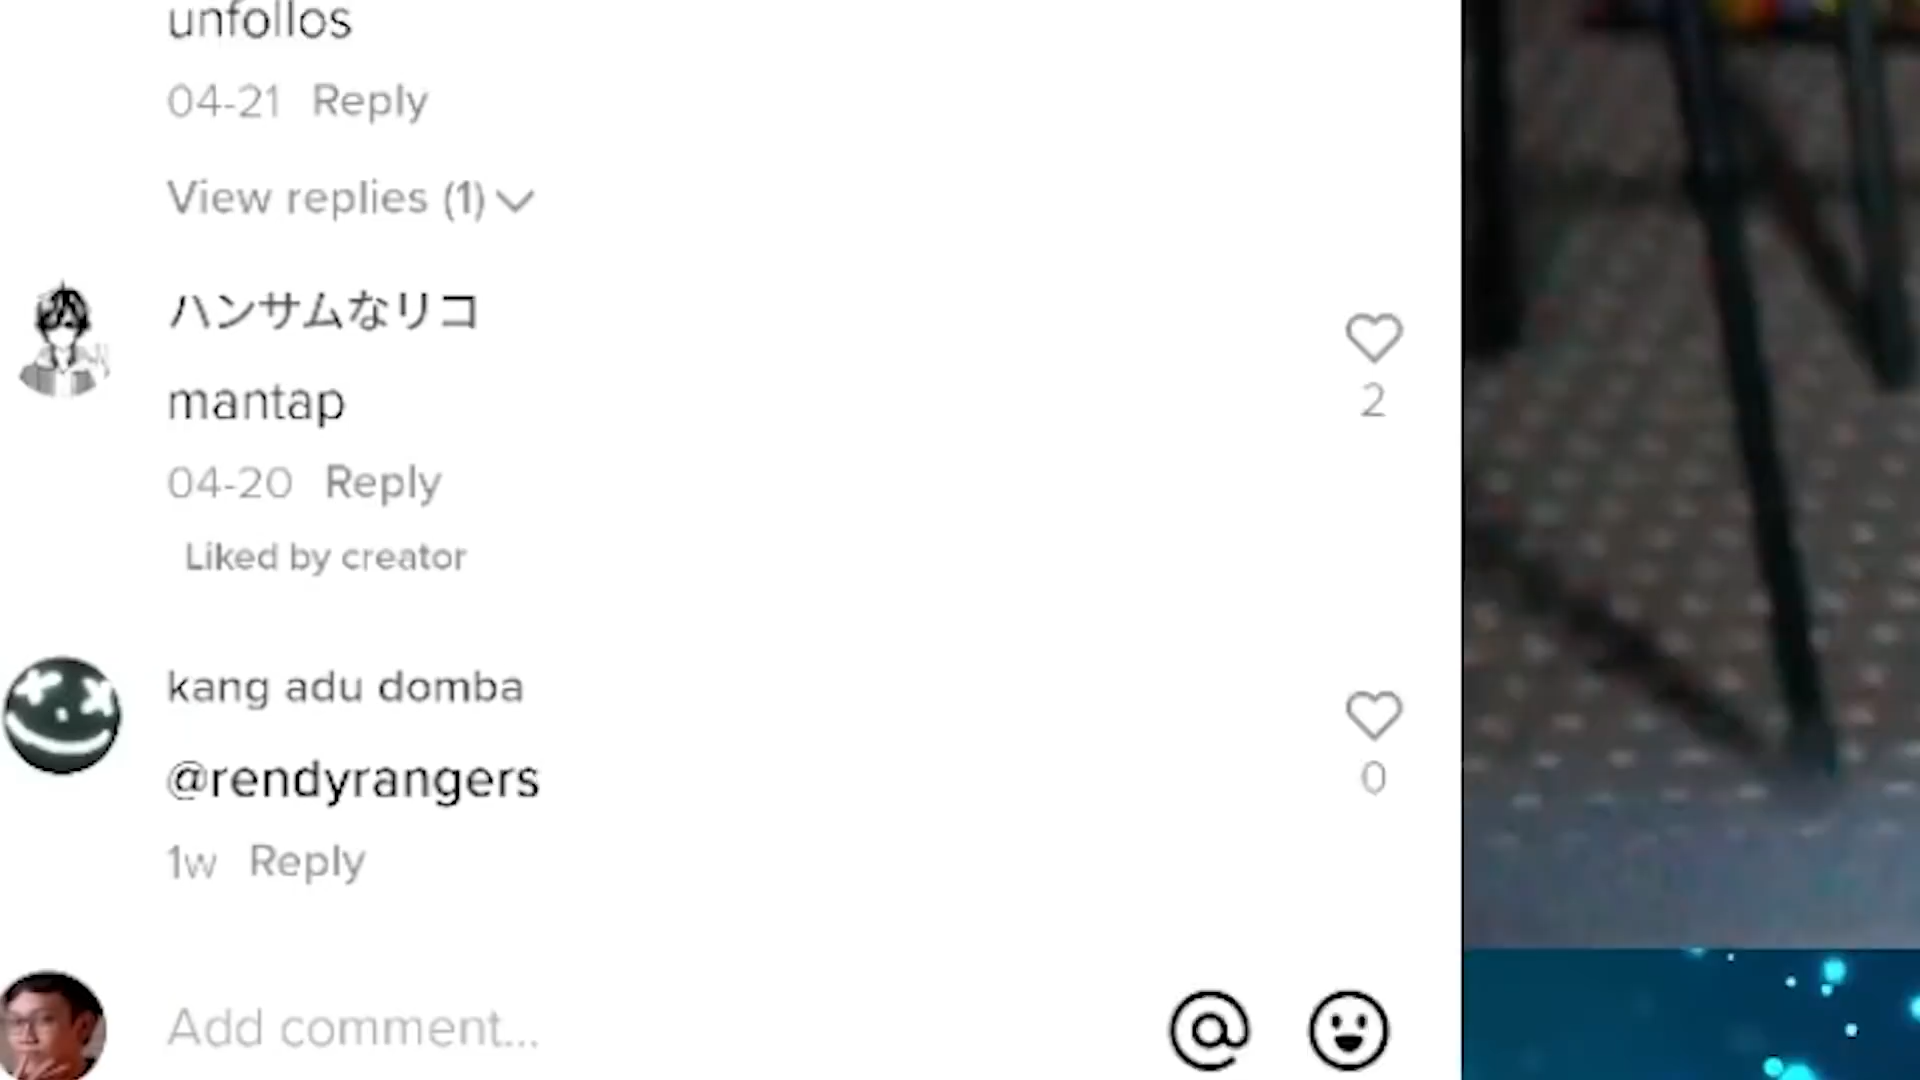 unfollos
04-21 Reply
View replies (1)
ハンサムなリコ
2
mantap
04-20 Reply
Liked by creator
kang adu domba
0
@rendyrangers
1w Reply
Add comment...